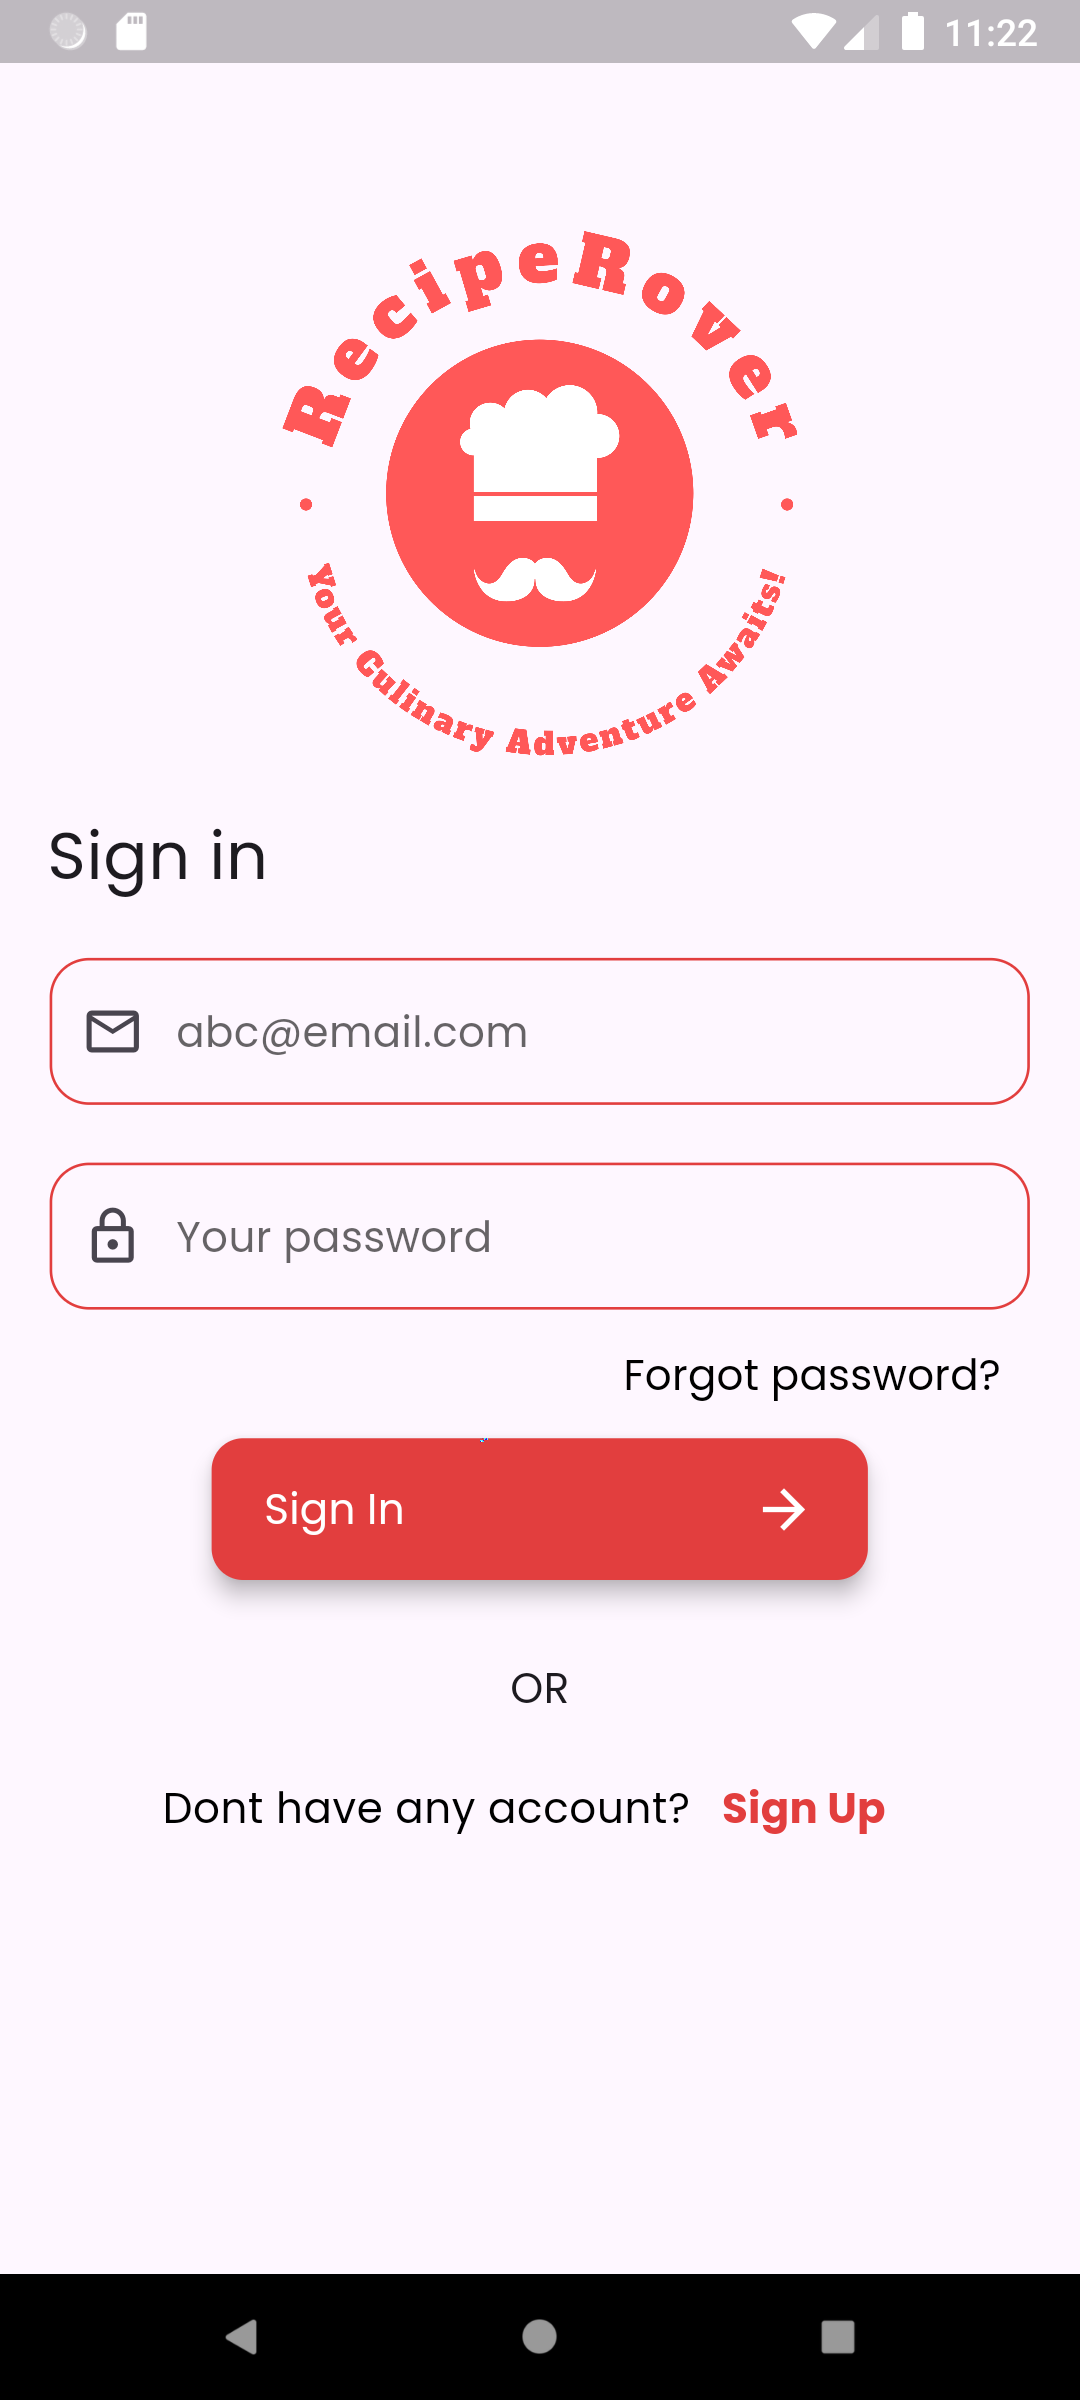 11:22
RecipeRover
Your Culinary Adventure Awaits!
Sign in
abc@email.com
Your password
Forgot password?
Sign In
OR
Dont have any account? Sign Up